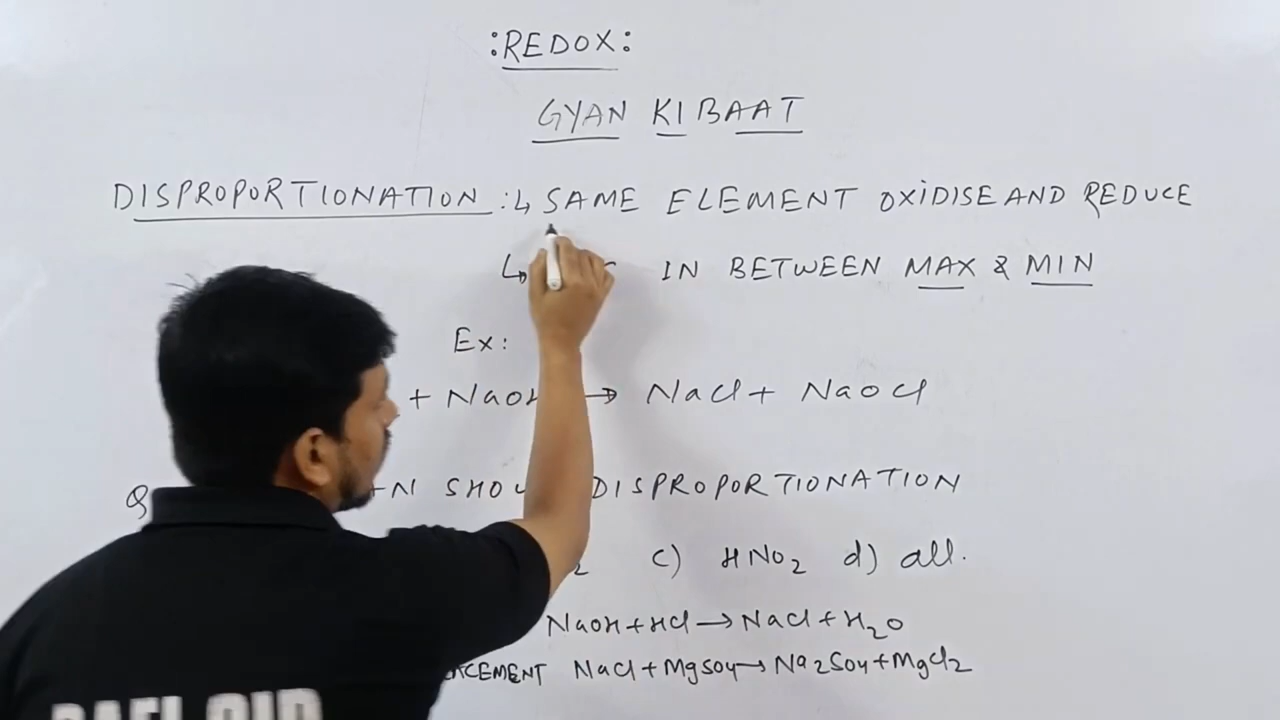 :REDOX:
GYAN KI BAAT
DISPROPORTIONATION :↳ SAME ELEMENT OXIDISE AND REDUCE
↳ IN BETWEEN MAX & MIN
Ex:
+ NaOH → NaCl + NaOCl
Q DISPROPORTIONATION
c) HNO2 d) all.
NaOH + HCl → NaCl + H2O
NaCl + MgSO4 → Na2SO4 + MgCl2